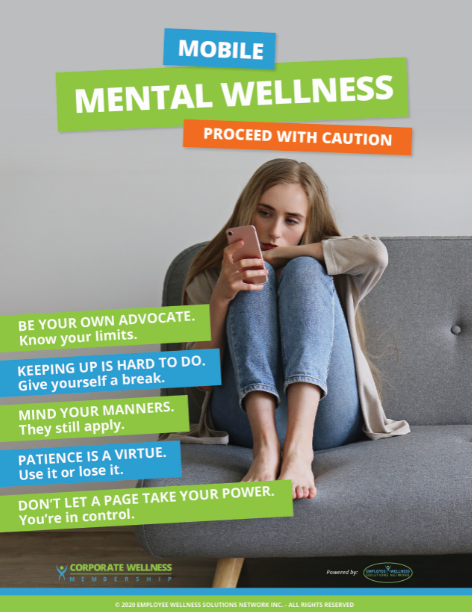 MOBILE
MENTAL WELLNESS
PROCEED WITH CAUTION
BE YOUR OWN ADVOCATE.
Know your limits.
KEEPING UP IS HARD TO DO.
Give yourself a break.
MIND YOUR MANNERS.
They still apply.
PATIENCE IS A VIRTUE.
Use it or lose it.
DON'T LET A PAGE TAKE YOUR POWER.
You're in control.
CORPORATE WELLNESS
MEMBERSHIP
Powered by:
EMPLOYEE WELLNESS
SOLUTIONS NETWORK
© 2020 EMPLOYEE WELLNESS SOLUTIONS NETWORK INC. - ALL RIGHTS RESERVED